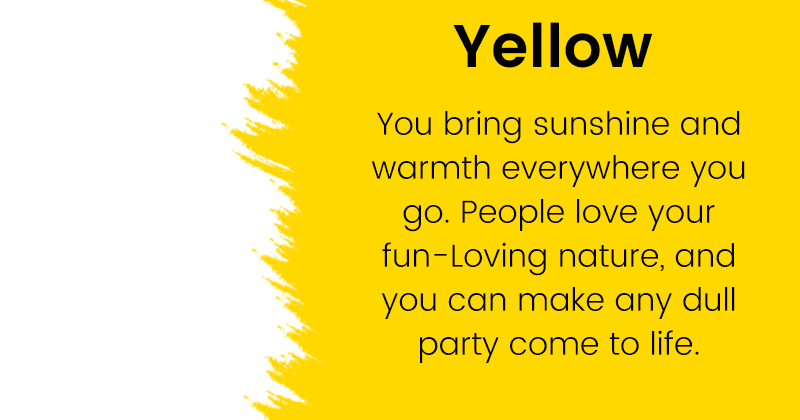 Yellow
You bring sunshine and
warmth everywhere you
go. People love your
fun-Loving nature, and
you can make any dull
party come to life.